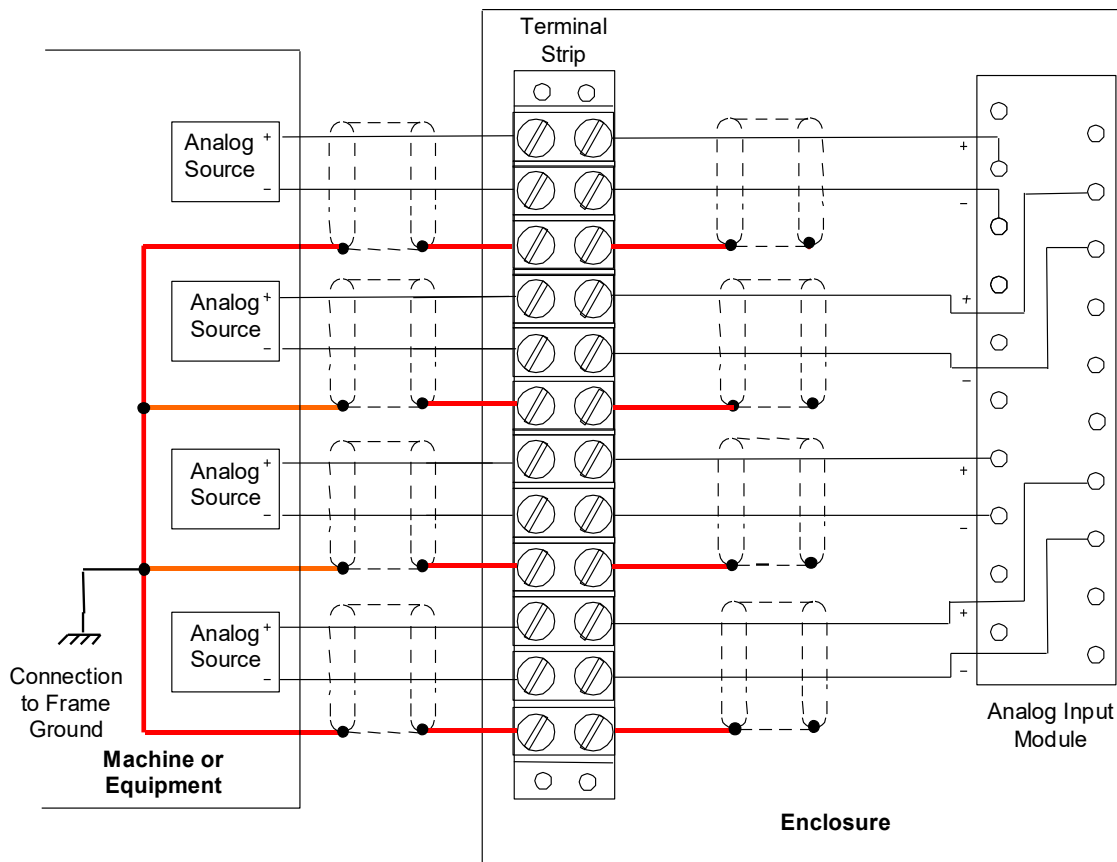 Terminal
Strip
Analog
Source
+
−
+
−
Analog
Source
+
−
+
−
Analog
Source
+
−
+
−
Analog
Source
+
−
+
−
Connection
to Frame
Ground
Machine or
Equipment
Analog Input
Module
Enclosure